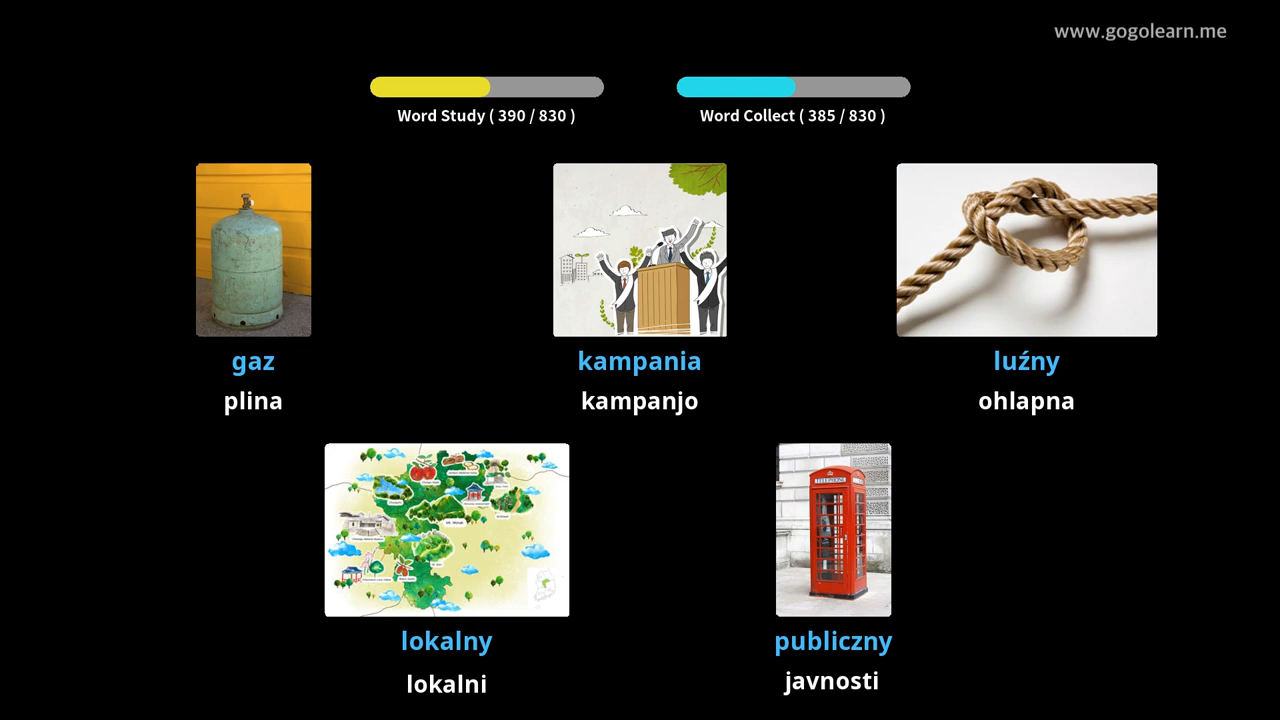 www.gogolearn.me
Word Study ( 390 / 830 )
Word Collect ( 385 / 830 )
gaz
plina
kampania
kampanjo
luźny
ohlapna
TELEPHONE
lokalny
lokalni
publiczny
javnosti